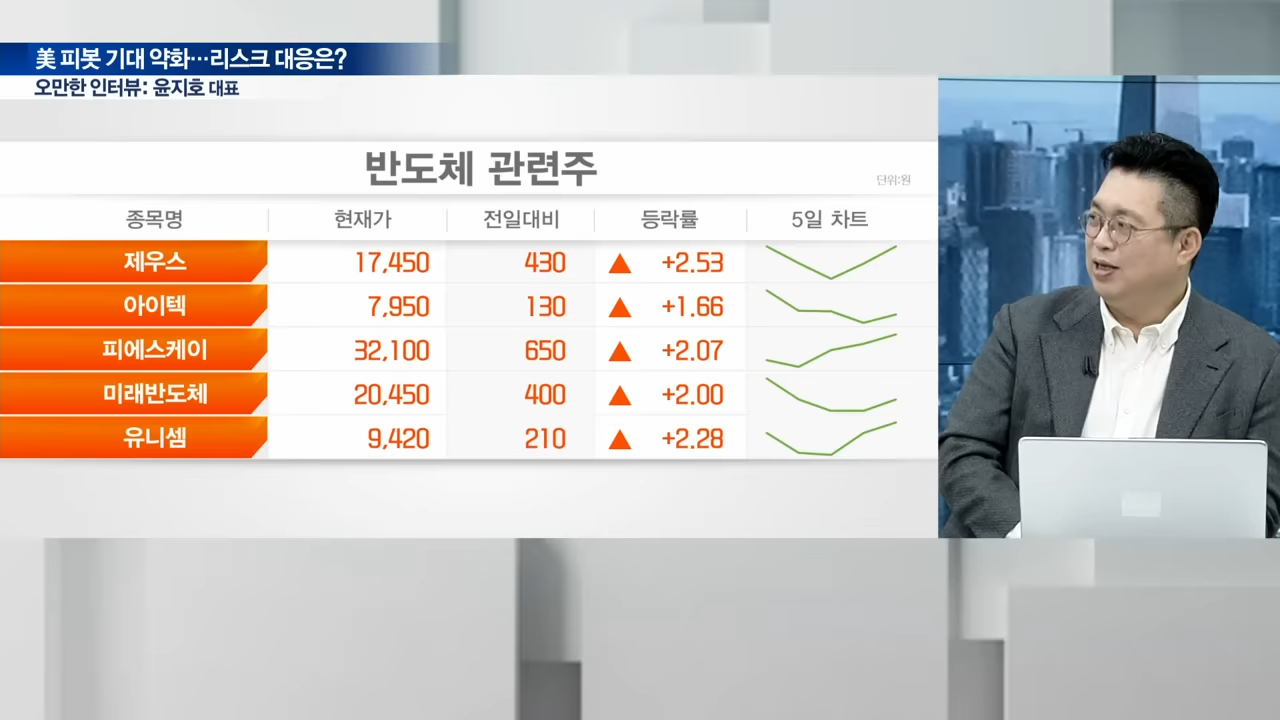 美 피봇 기대 약화…리스크 대응은?
오만한 인터뷰: 윤지호 대표
반도체 관련주
단위:원
종목명 현재가 전일대비 등락률 5일 차트
제우스 17,450 430 ▲ +2.53
아이텍 7,950 130 ▲ +1.66
피에스케이 32,100 650 ▲ +2.07
미래반도체 20,450 400 ▲ +2.00
유니셈 9,420 210 ▲ +2.28